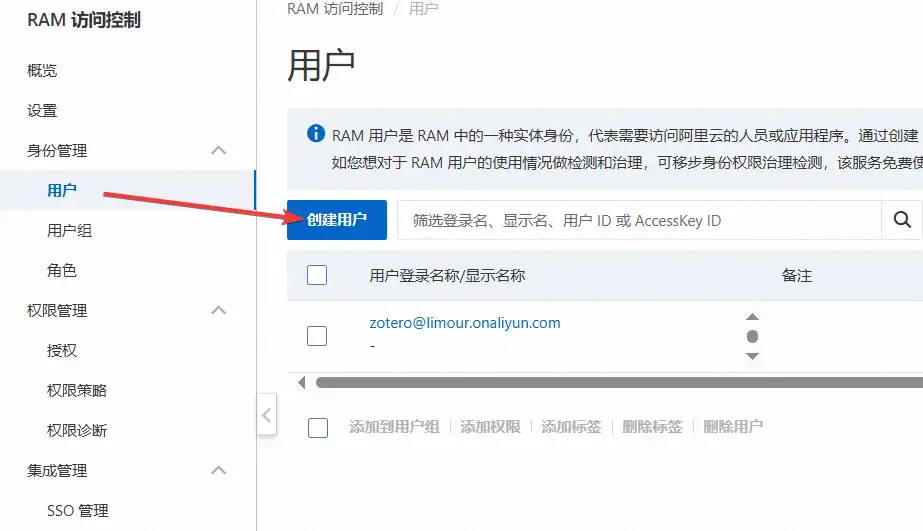 RAM 访问控制
概览
设置
身份管理
用户
用户组
角色
权限管理
授权
权限策略
权限诊断
集成管理
SSO 管理
RAM 访问控制 / 用户
用户
RAM 用户是 RAM 中的一种实体身份，代表需要访问阿里云的人员或应用程序。通过创建
如您想对于 RAM 用户的使用情况做检测和治理，可移步身份权限治理检测，该服务免费使
创建用户
筛选登录名、显示名、用户 ID 或 AccessKey ID
用户登录名称/显示名称 备注
zotero@limour.onaliyun.com
-
添加到用户组 添加权限 添加标签 删除标签 删除用户